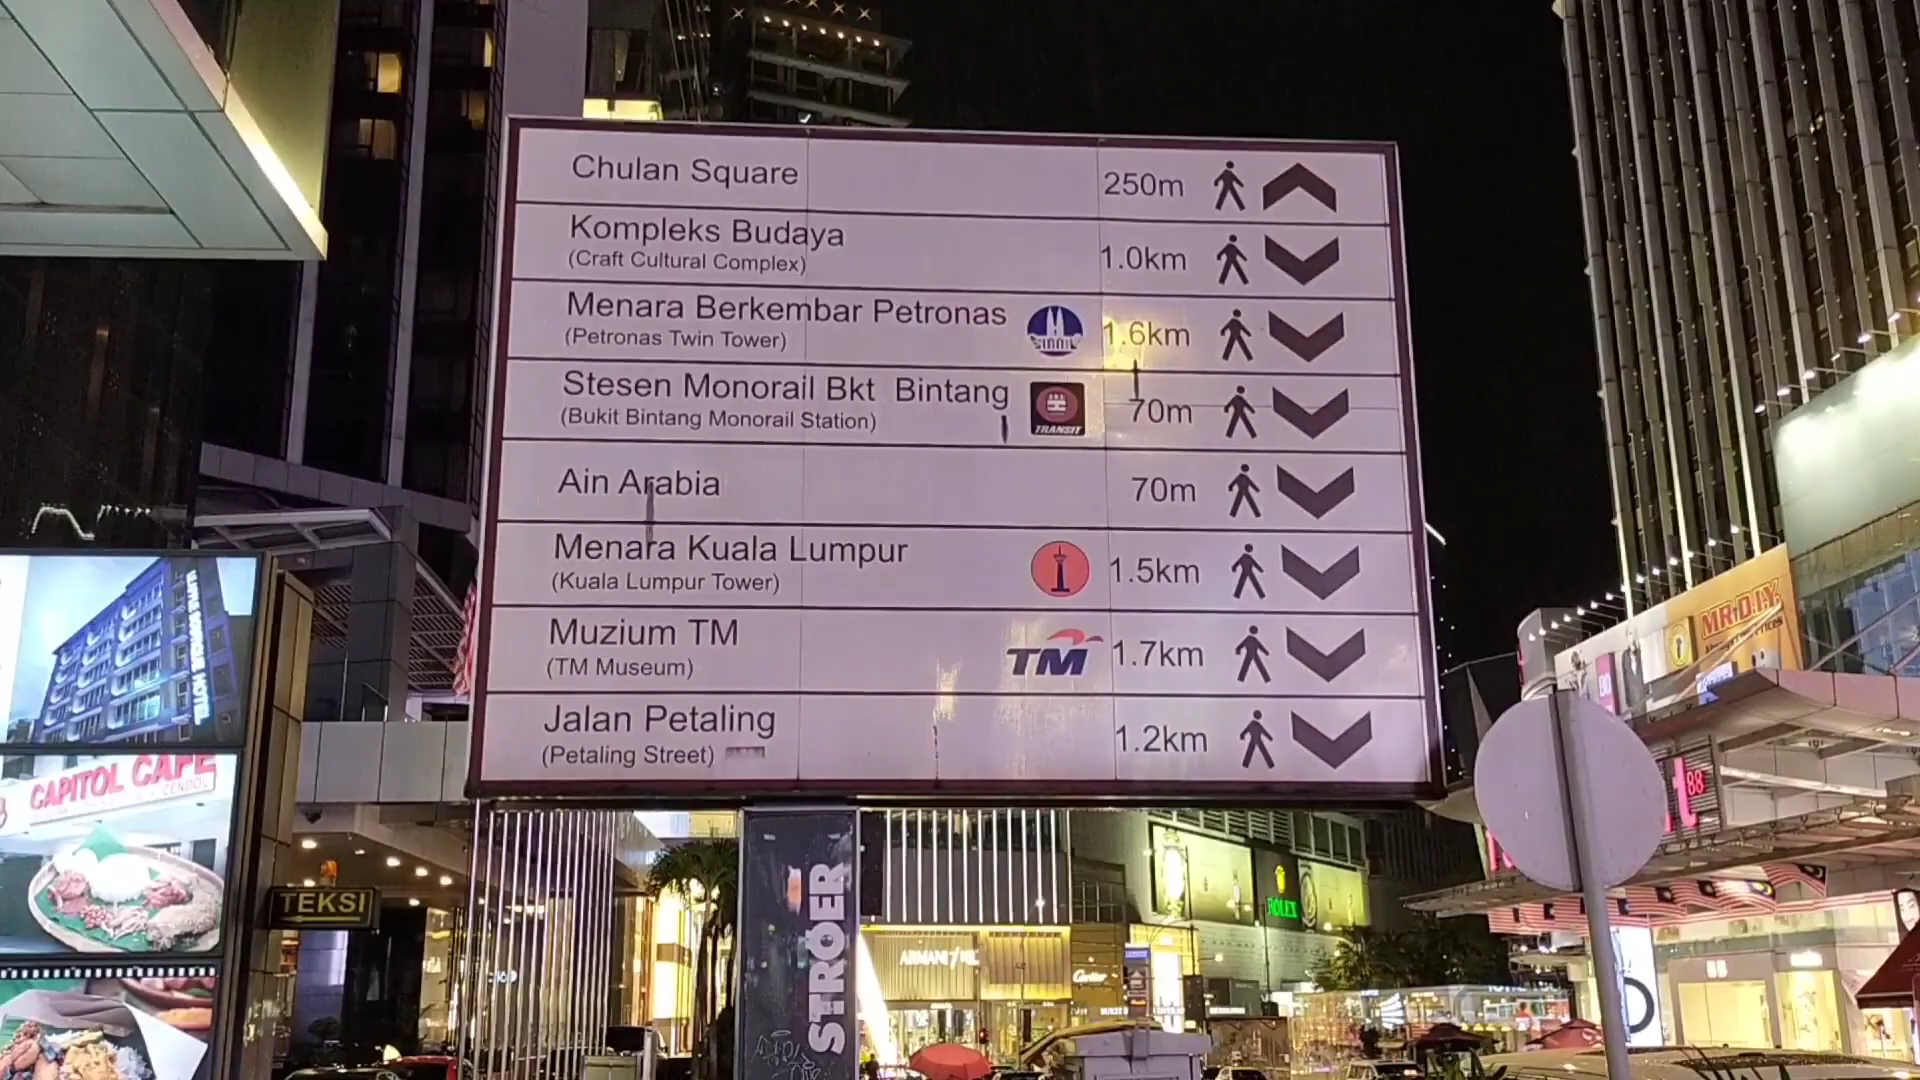 Chulan Square 250m
Kompleks Budaya
(Craft Cultural Complex) 1.0km
Menara Berkembar Petronas
(Petronas Twin Tower) 1.6km
Stesen Monorail Bkt Bintang
(Bukit Bintang Monorail Station) TRANSIT 70m
Ain Arabia 70m
Menara Kuala Lumpur
(Kuala Lumpur Tower) 1.5km
Muzium TM
(TM Museum) TM 1.7km
Jalan Petaling
(Petaling Street) 1.2km
CAPITOL CAFE
CENDOL
TEKSI
STRÖER
ARMANI
Cartier
ROLEX
MR.D.I.Y.
88